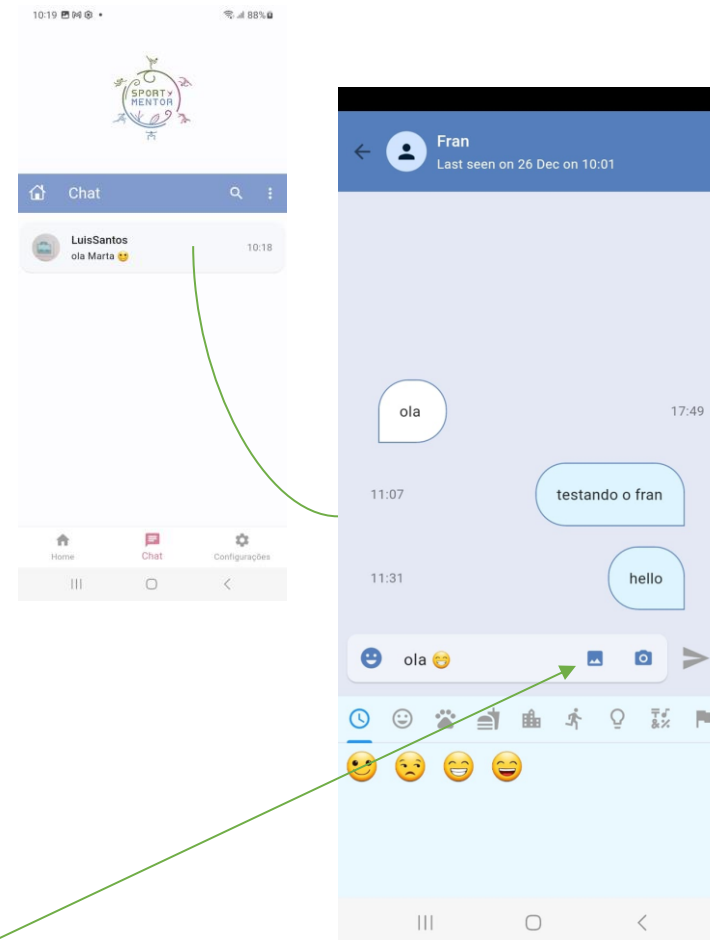 10:19
88%
SPORTY
MENTOR
Chat
LuisSantos
10:18
ola Marta 😋
Home
Chat
Configurações
Fran
Last seen on 26 Dec on 10:01
ola
17:49
11:07
testando o fran
11:31
hello
ola 😁